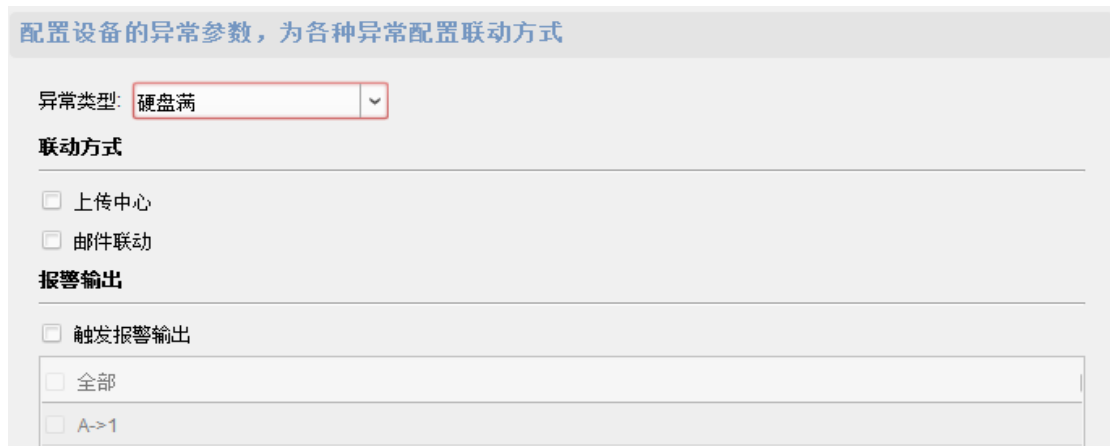 配置设备的异常参数，为各种异常配置联动方式
异常类型: 硬盘满
联动方式
上传中心
邮件联动
报警输出
触发报警输出
全部
A->1